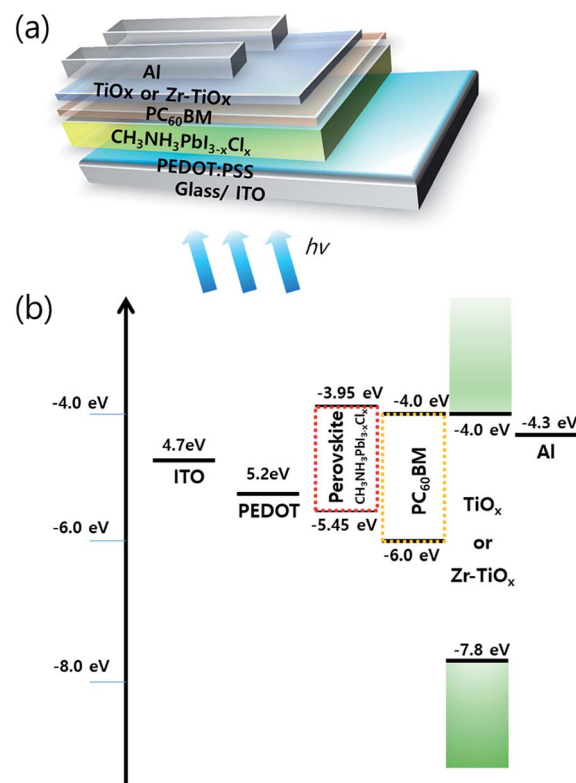 (a)
Al
TiOx or Zr-TiOx
PC₆₀BM
CH₃NH₃PbI₃₋ₓClₓ
PEDOT:PSS
Glass/ ITO
hv
(b)
-4.0 eV
-6.0 eV
-8.0 eV
4.7eV
ITO
5.2eV
PEDOT
-3.95 eV
Perovskite
CH₃NH₃PbI₃₋ₓClₓ
-5.45 eV
-4.0 eV
PC₆₀BM
-6.0 eV
-4.0 eV
TiOₓ
or
Zr-TiOₓ
-7.8 eV
-4.3 eV
Al